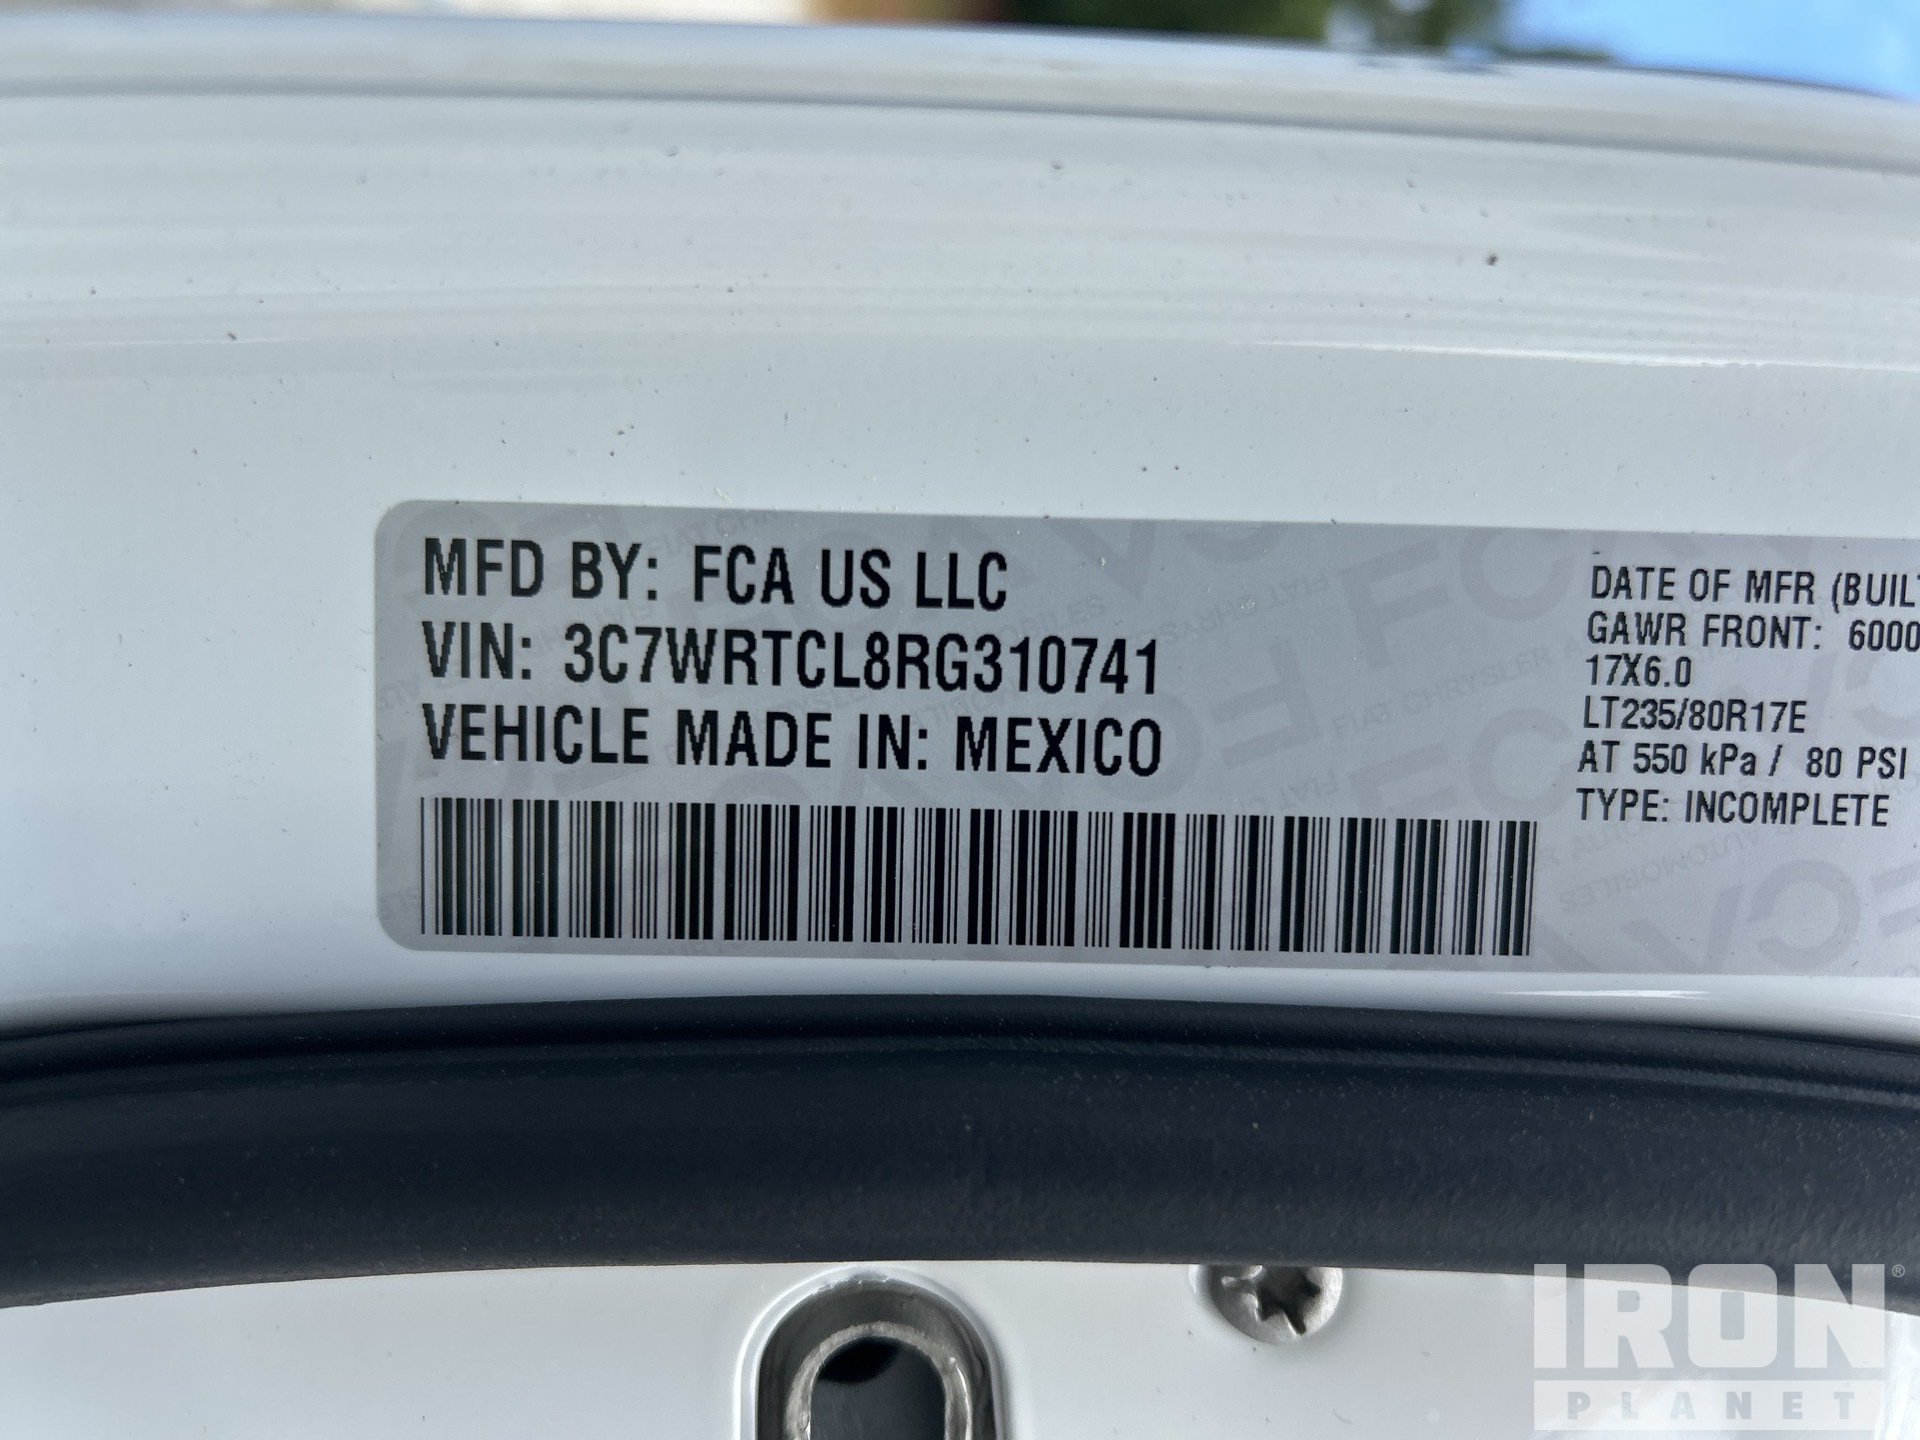 MFD BY: FCA US LLC
VIN: 3C7WRTCL8RG310741
VEHICLE MADE IN: MEXICO
DATE OF MFR (BUILT
GAWR FRONT: 6000
17X6.0
LT235/80R17E
AT 550 kPa / 80 PSI
TYPE: INCOMPLETE
IRON®
PLANET